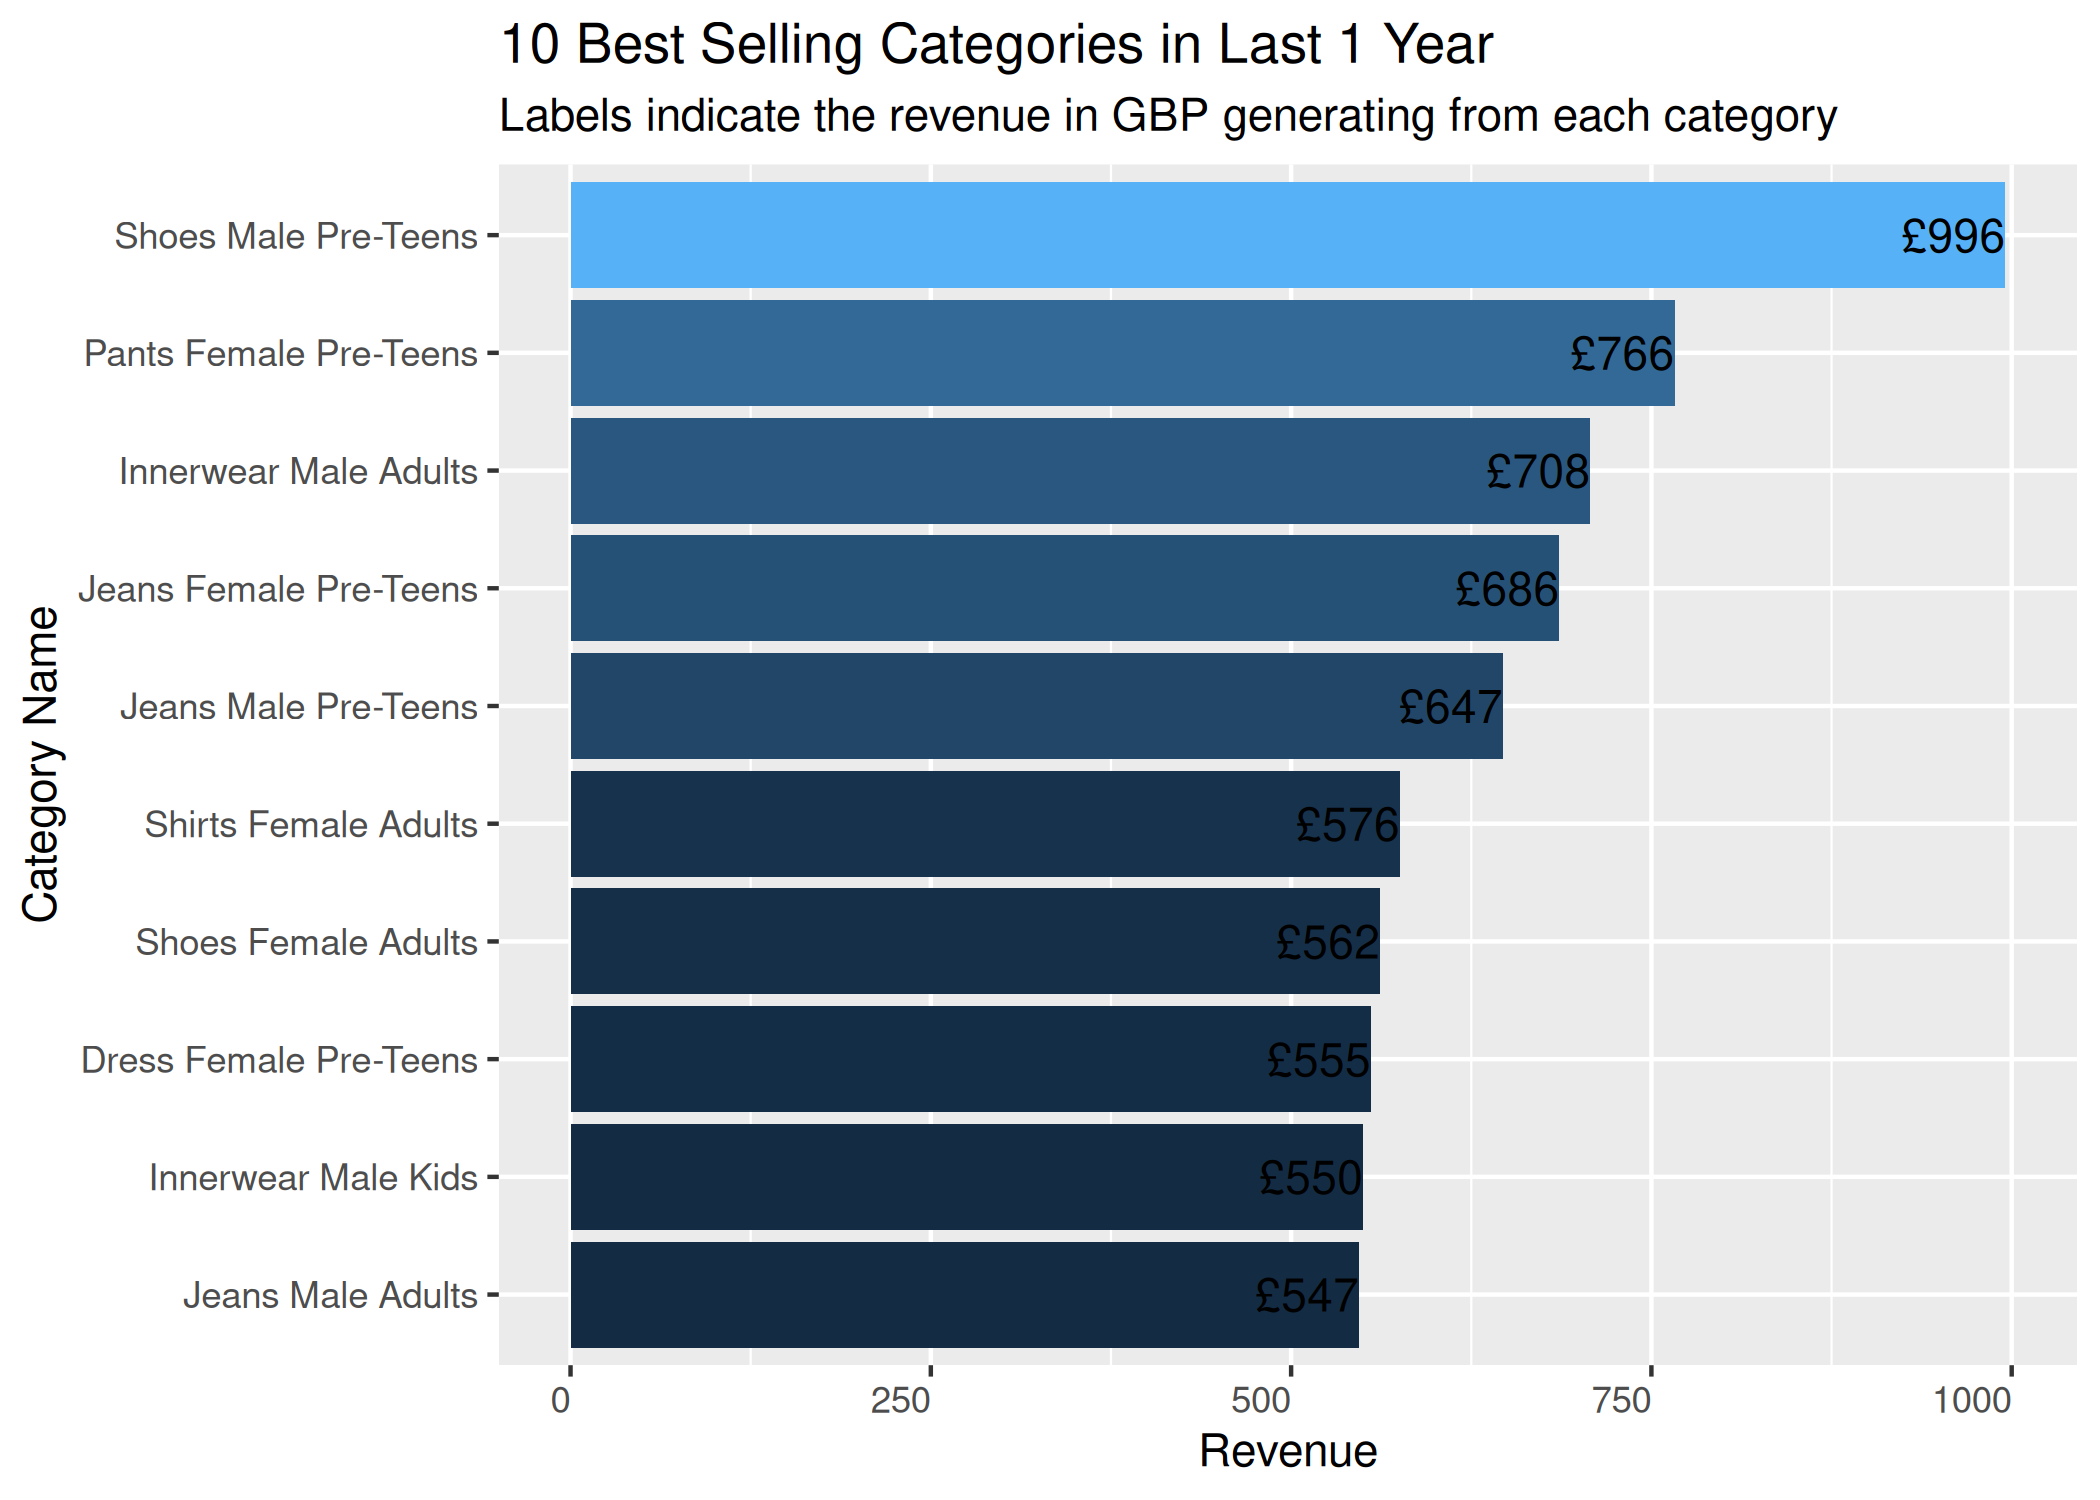 10 Best Selling Categories in Last 1 Year
Labels indicate the revenue in GBP generating from each category
Category Name
Shoes Male Pre-Teens £996
Pants Female Pre-Teens £766
Innerwear Male Adults £708
Jeans Female Pre-Teens £686
Jeans Male Pre-Teens £647
Shirts Female Adults £576
Shoes Female Adults £562
Dress Female Pre-Teens £555
Innerwear Male Kids £550
Jeans Male Adults £547
0 250 500 750 1000
Revenue